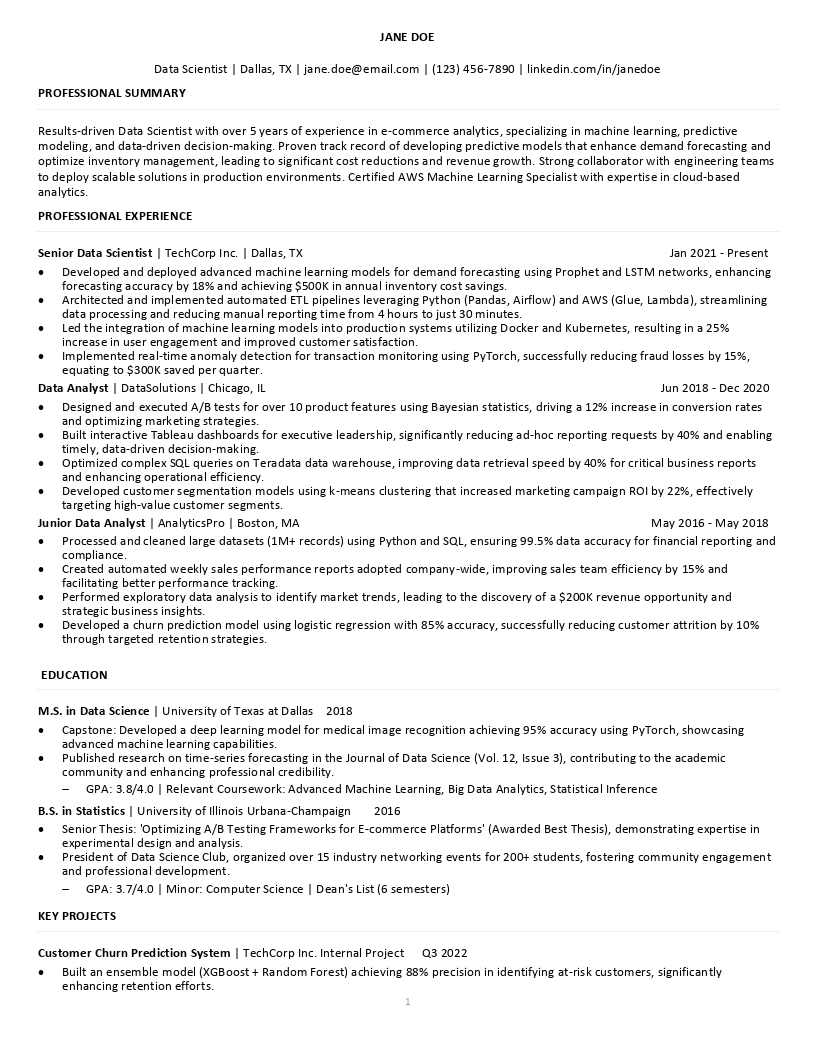 JANE DOE
Data Scientist | Dallas, TX | jane.doe@email.com | (123) 456-7890 | linkedin.com/in/janedoe
PROFESSIONAL SUMMARY
Results-driven Data Scientist with over 5 years of experience in e-commerce analytics, specializing in machine learning, predictive
modeling, and data-driven decision-making. Proven track record of developing predictive models that enhance demand forecasting and
optimize inventory management, leading to significant cost reductions and revenue growth. Strong collaborator with engineering teams
to deploy scalable solutions in production environments. Certified AWS Machine Learning Specialist with expertise in cloud-based
analytics.
PROFESSIONAL EXPERIENCE
Senior Data Scientist | TechCorp Inc. | Dallas, TX Jan 2021 - Present
• Developed and deployed advanced machine learning models for demand forecasting using Prophet and LSTM networks, enhancing
forecasting accuracy by 18% and achieving $500K in annual inventory cost savings.
• Architected and implemented automated ETL pipelines leveraging Python (Pandas, Airflow) and AWS (Glue, Lambda), streamlining
data processing and reducing manual reporting time from 4 hours to just 30 minutes.
• Led the integration of machine learning models into production systems utilizing Docker and Kubernetes, resulting in a 25%
increase in user engagement and improved customer satisfaction.
• Implemented real-time anomaly detection for transaction monitoring using PyTorch, successfully reducing fraud losses by 15%,
equating to $300K saved per quarter.
Data Analyst | DataSolutions | Chicago, IL Jun 2018 - Dec 2020
• Designed and executed A/B tests for over 10 product features using Bayesian statistics, driving a 12% increase in conversion rates
and optimizing marketing strategies.
• Built interactive Tableau dashboards for executive leadership, significantly reducing ad-hoc reporting requests by 40% and enabling
timely, data-driven decision-making.
• Optimized complex SQL queries on Teradata data warehouse, improving data retrieval speed by 40% for critical business reports
and enhancing operational efficiency.
• Developed customer segmentation models using k-means clustering that increased marketing campaign ROI by 22%, effectively
targeting high-value customer segments.
Junior Data Analyst | AnalyticsPro | Boston, MA May 2016 - May 2018
• Processed and cleaned large datasets (1M+ records) using Python and SQL, ensuring 99.5% data accuracy for financial reporting and
compliance.
• Created automated weekly sales performance reports adopted company-wide, improving sales team efficiency by 15% and
facilitating better performance tracking.
• Performed exploratory data analysis to identify market trends, leading to the discovery of a $200K revenue opportunity and
strategic business insights.
• Developed a churn prediction model using logistic regression with 85% accuracy, successfully reducing customer attrition by 10%
through targeted retention strategies.
EDUCATION
M.S. in Data Science | University of Texas at Dallas 2018
• Capstone: Developed a deep learning model for medical image recognition achieving 95% accuracy using PyTorch, showcasing
advanced machine learning capabilities.
• Published research on time-series forecasting in the Journal of Data Science (Vol. 12, Issue 3), contributing to the academic
community and enhancing professional credibility.
– GPA: 3.8/4.0 | Relevant Coursework: Advanced Machine Learning, Big Data Analytics, Statistical Inference
B.S. in Statistics | University of Illinois Urbana-Champaign 2016
• Senior Thesis: 'Optimizing A/B Testing Frameworks for E-commerce Platforms' (Awarded Best Thesis), demonstrating expertise in
experimental design and analysis.
• President of Data Science Club, organized over 15 industry networking events for 200+ students, fostering community engagement
and professional development.
– GPA: 3.7/4.0 | Minor: Computer Science | Dean's List (6 semesters)
KEY PROJECTS
Customer Churn Prediction System | TechCorp Inc. Internal Project Q3 2022
• Built an ensemble model (XGBoost + Random Forest) achieving 88% precision in identifying at-risk customers, significantly
enhancing retention efforts.
1